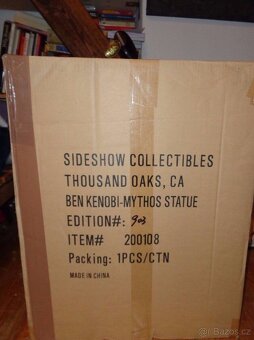 SIDESHOW COLLECTIBLES
THOUSAND OAKS, CA
BEN KENOBI-MYTHOS STATUE
EDITION#: 903
ITEM# 200108
Packing: 1PCS/CTN
MADE IN CHINA
Bazos.cz